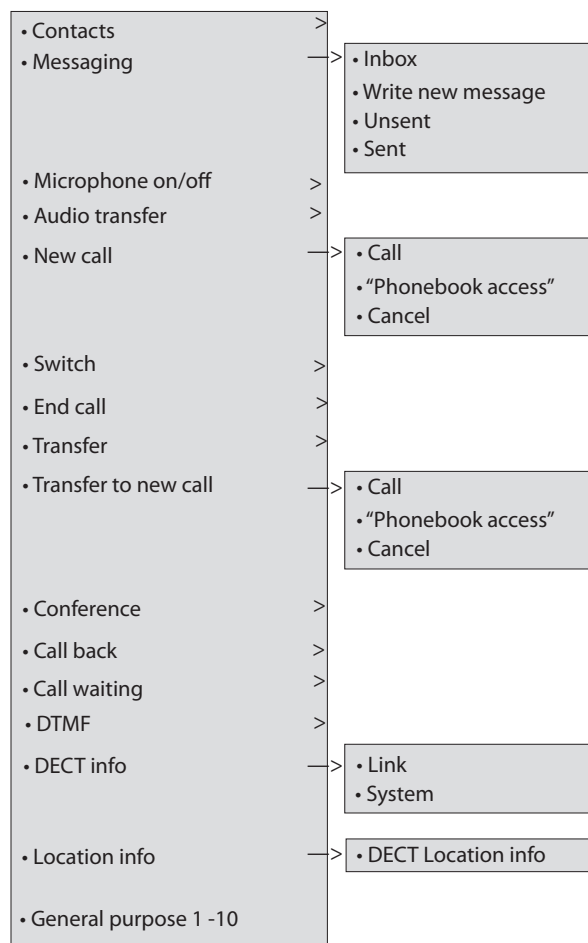 • Contacts >
• Messaging —>
• Inbox
• Write new message
• Unsent
• Sent
• Microphone on/off >
• Audio transfer >
• New call —>
• Call
• “Phonebook access”
• Cancel
• Switch >
• End call >
• Transfer >
• Transfer to new call —>
• Call
• “Phonebook access”
• Cancel
• Conference >
• Call back >
• Call waiting >
• DTMF >
• DECT info —>
• Link
• System
• Location info —>
• DECT Location info
• General purpose 1 -10